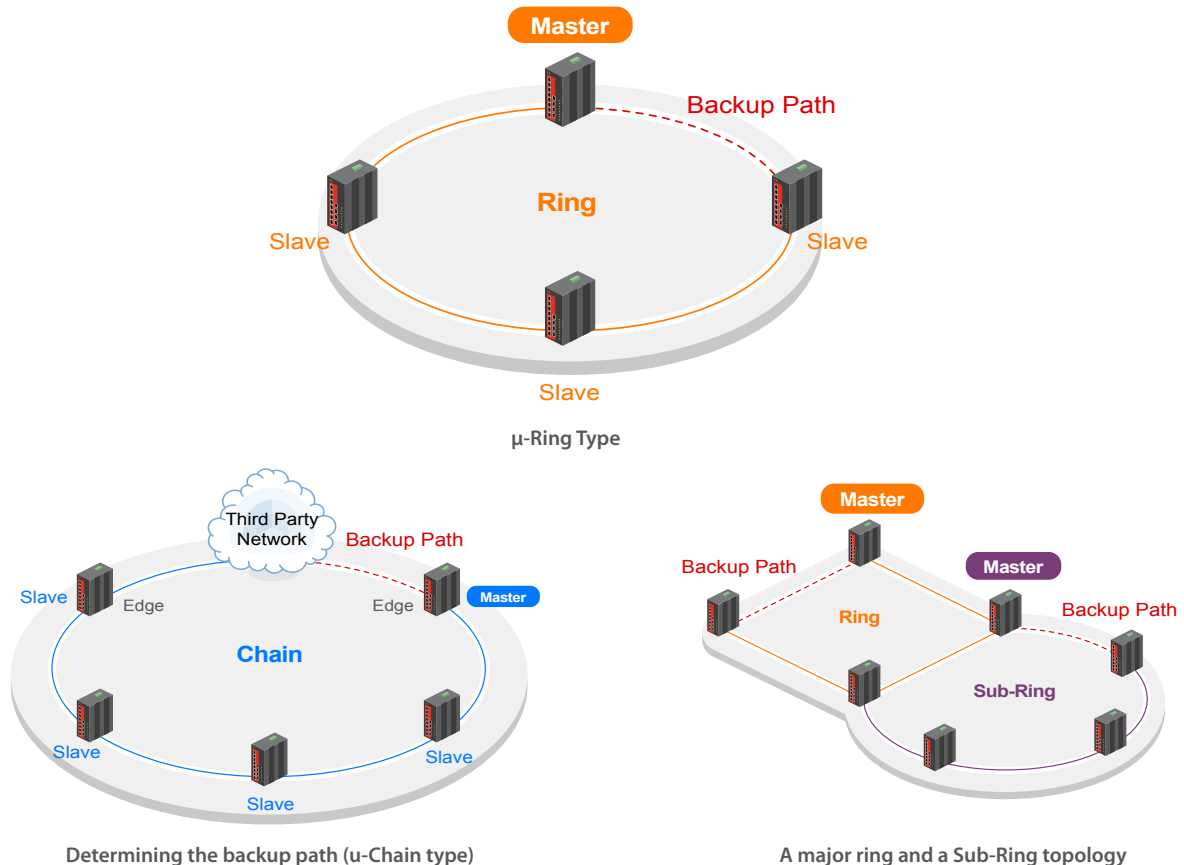 Master
Backup Path
Ring
Slave
Slave
Slave
µ-Ring Type
Third Party
Network
Backup Path
Slave
Edge
Edge
Master
Chain
Slave
Slave
Slave
Determining the backup path (u-Chain type)
Master
Backup Path
Master
Backup Path
Ring
Sub-Ring
A major ring and a Sub-Ring topology